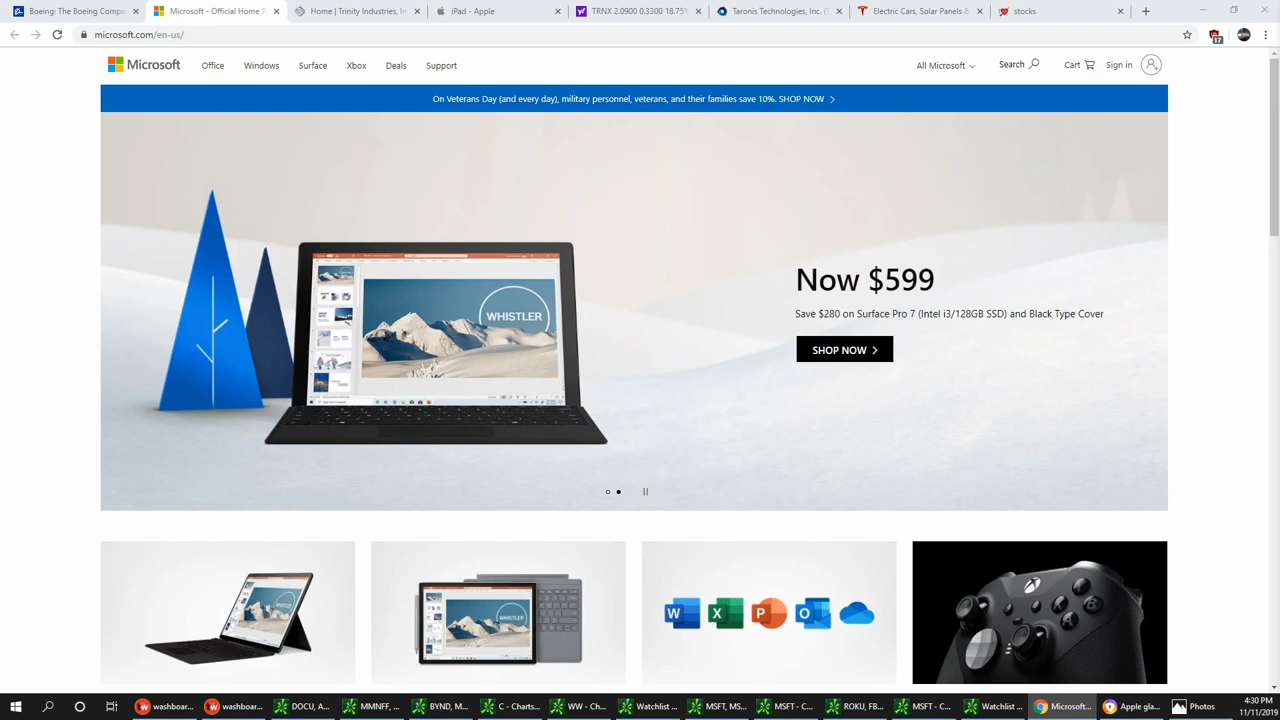 Boeing: The Boeing Comp
Microsoft - Official Home P
Home | Trinity Industries, In
iPad - Apple
TRNX 2.0900 0.3300 18.75%
Taronis Technologies, Inc. (T
Electric Cars, Solar Panels &
stocks
microsoft.com/en-us/
17
Microsoft
Office
Windows
Surface
Xbox
Deals
Support
All Microsoft
Search
Cart
Sign in
On Veterans Day (and every day), military personnel, veterans, and their families save 10%. SHOP NOW
WHISTLER
Now $599
Save $280 on Surface Pro 7 (Intel i3/128GB SSD) and Black Type Cover
SHOP NOW
WHISTLER
W
X
P
O
washboar...
washboar...
DOCU, A...
MMNFF, ...
BYND, M...
C - Charts...
WW - Ch...
Watchlist ...
MSFT, MS...
MSFT - C...
ROKU, FB...
MSFT - C...
Watchlist ...
Microsoft...
Apple gla...
Photos
4:30 PM
11/11/2019